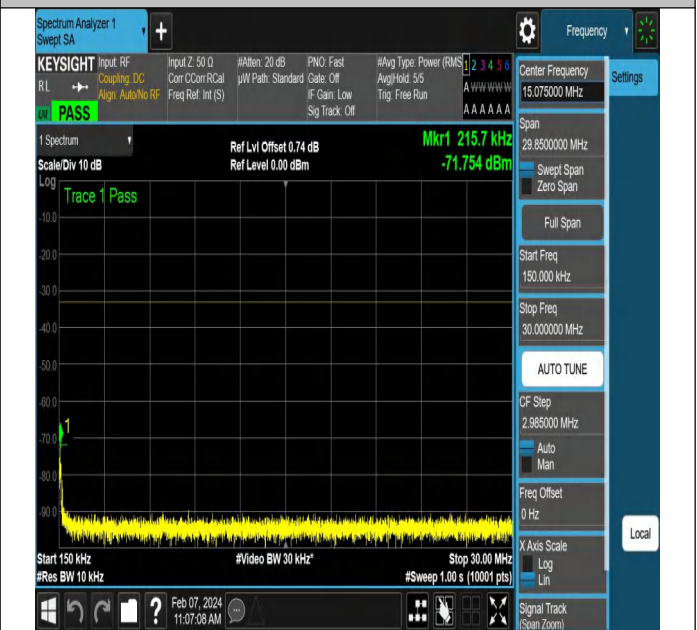 Spectrum Analyzer 1
Swept SA
+
Frequency
KEYSIGHT
RL
PASS
Input: RF
Coupling: DC
Align: Auto/No RF
Input Z: 50 Ω
Corr CCorr RCal
Freq Ref: Int (S)
#Atten: 20 dB
µW Path: Standard
PNO: Fast
Gate: Off
IF Gain: Low
Sig Track: Off
#Avg Type: Power (RMS
Avg|Hold: 5/5
Trig: Free Run
1 2 3 4 5 6
A W W W W W
A A A A A A
1 Spectrum
Scale/Div 10 dB
Ref Lvl Offset 0.74 dB
Ref Level 0.00 dBm
Mkr1 215.7 kHz
-71.754 dBm
Log
Trace 1 Pass
-10.0
-20.0
-30.0
-40.0
-50.0
-60.0
-70.0
-80.0
-90.0
1
Start 150 kHz
#Res BW 10 kHz
#Video BW 30 kHz*
Stop 30.00 MHz
#Sweep 1.00 s (10001 pts)
Center Frequency
15.075000 MHz
Settings
Span
29.8500000 MHz
Swept Span
Zero Span
Full Span
Start Freq
150.000 kHz
Stop Freq
30.000000 MHz
AUTO TUNE
CF Step
2.985000 MHz
Auto
Man
Freq Offset
0 Hz
Local
X Axis Scale
Log
Lin
Signal Track
(Span Zoom)
?
Feb 07, 2024
11:07:08 AM